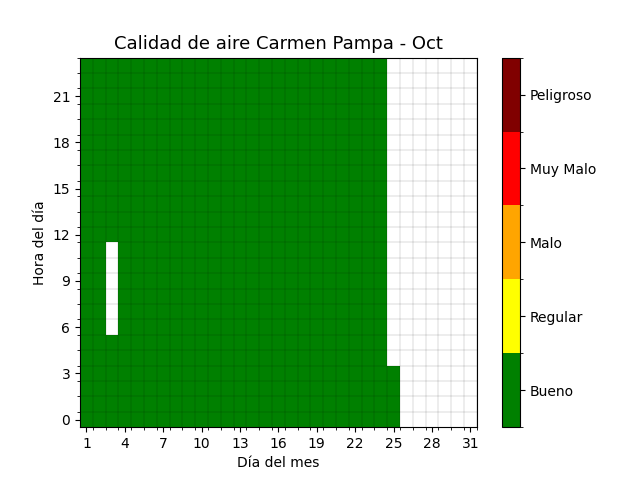 Calidad de aire Carmen Pampa - Oct
Peligroso
Muy Malo
Malo
Regular
Bueno
Hora del día
21
18
15
12
9
6
3
0
1 4 7 10 13 16 19 22 25 28 31
Día del mes